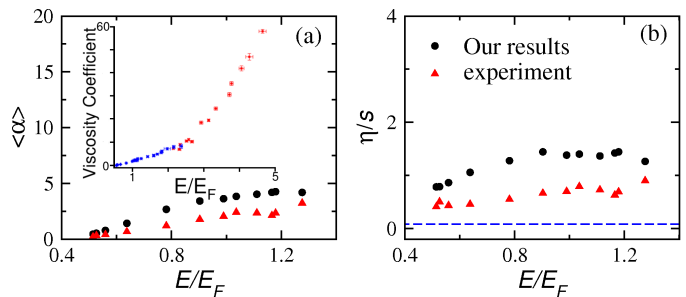 20
15
10
5
0
<α>
0.4
0.8
1.2
E/E_F
(a)
60
0
Viscosity Coefficient
1
3
5
E/E_F
4
2
0
η/s
0.4
0.8
1.2
E/E_F
(b)
Our results
experiment